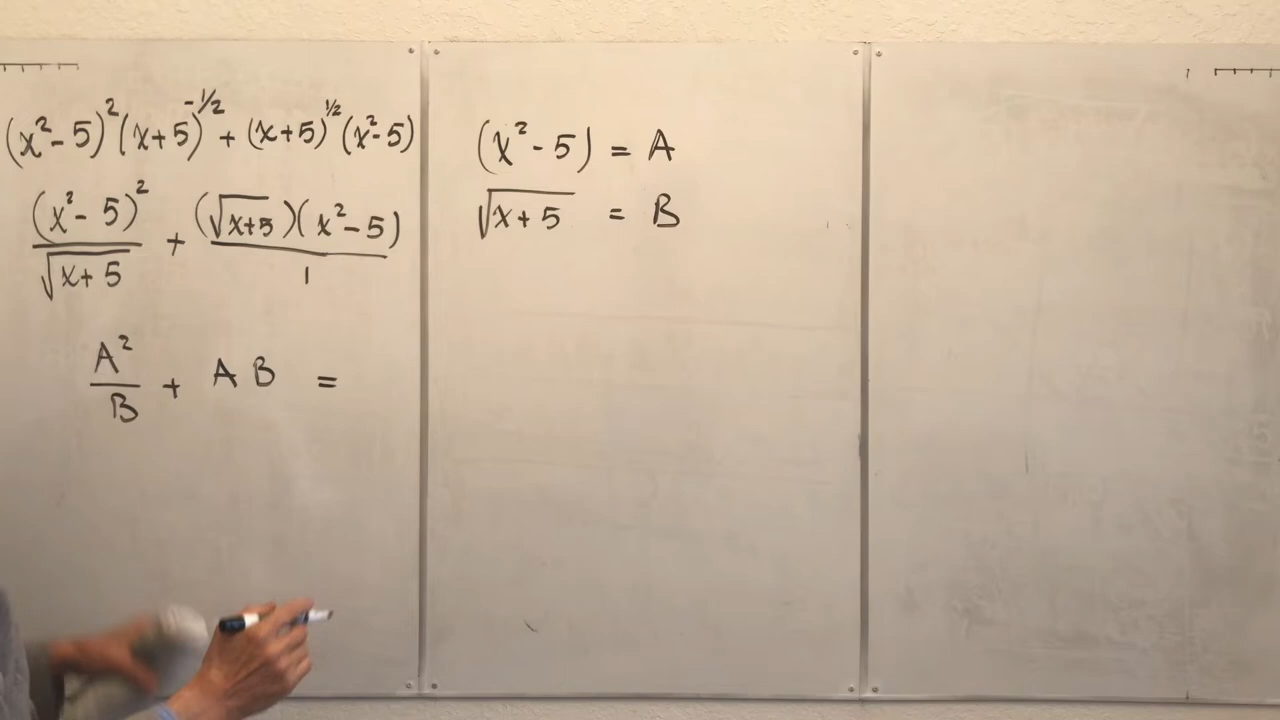 (x²-5)²(x+5)^-1/2 + (x+5)^1/2 (x²-5)
(x²-5)²/√(x+5) + (√(x+5))(x²-5)/1
A²/B + AB =
(x²-5) = A
√(x+5) = B